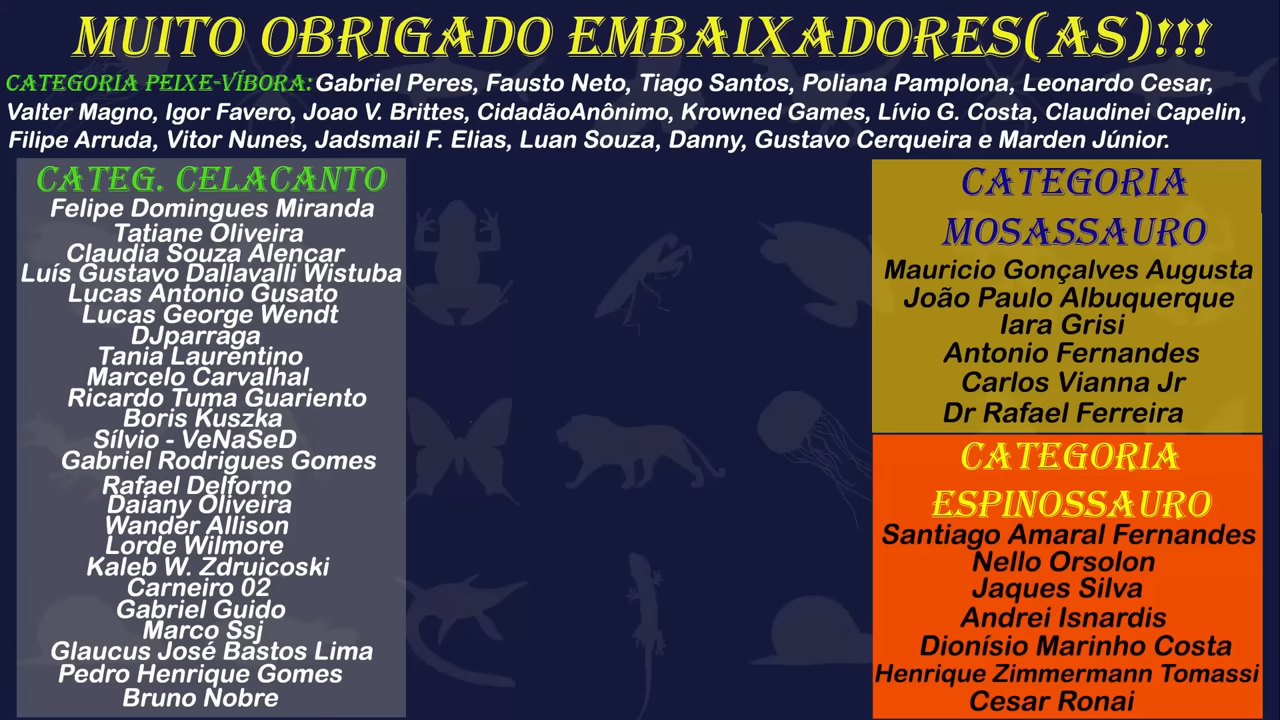 MUITO OBRIGADO EMBAIXADORES(AS)!!!
CATEGORIA PEIXE-VÍBORA: Gabriel Peres, Fausto Neto, Tiago Santos, Poliana Pamplona, Leonardo Cesar,
Valter Magno, Igor Favero, Joao V. Brittes, CidadãoAnônimo, Krowned Games, Lívio G. Costa, Claudinei Capelin,
Filipe Arruda, Vitor Nunes, Jadsmail F. Elias, Luan Souza, Danny, Gustavo Cerqueira e Marden Júnior.
CATEG. CELACANTO
Felipe Domingues Miranda
Tatiane Oliveira
Claudia Souza Alencar
Luís Gustavo Dallavalli Wistuba
Lucas Antonio Gusato
Lucas George Wendt
DJparraga
Tania Laurentino
Marcelo Carvalhal
Ricardo Tuma Guariento
Boris Kuszka
Sílvio - VeNaSeD
Gabriel Rodrigues Gomes
Rafael Delforno
Daiany Oliveira
Wander Allison
Lorde Wilmore
Kaleb W. Zdruicoski
Carneiro 02
Gabriel Guido
Marco Ssj
Glaucus José Bastos Lima
Pedro Henrique Gomes
Bruno Nobre
CATEGORIA
MOSASSAURO
Mauricio Gonçalves Augusta
João Paulo Albuquerque
Iara Grisi
Antonio Fernandes
Carlos Vianna Jr
Dr Rafael Ferreira
CATEGORIA
ESPINOSSAURO
Santiago Amaral Fernandes
Nello Orsolon
Jaques Silva
Andrei Isnardis
Dionísio Marinho Costa
Henrique Zimmermann Tomassi
Cesar Ronai